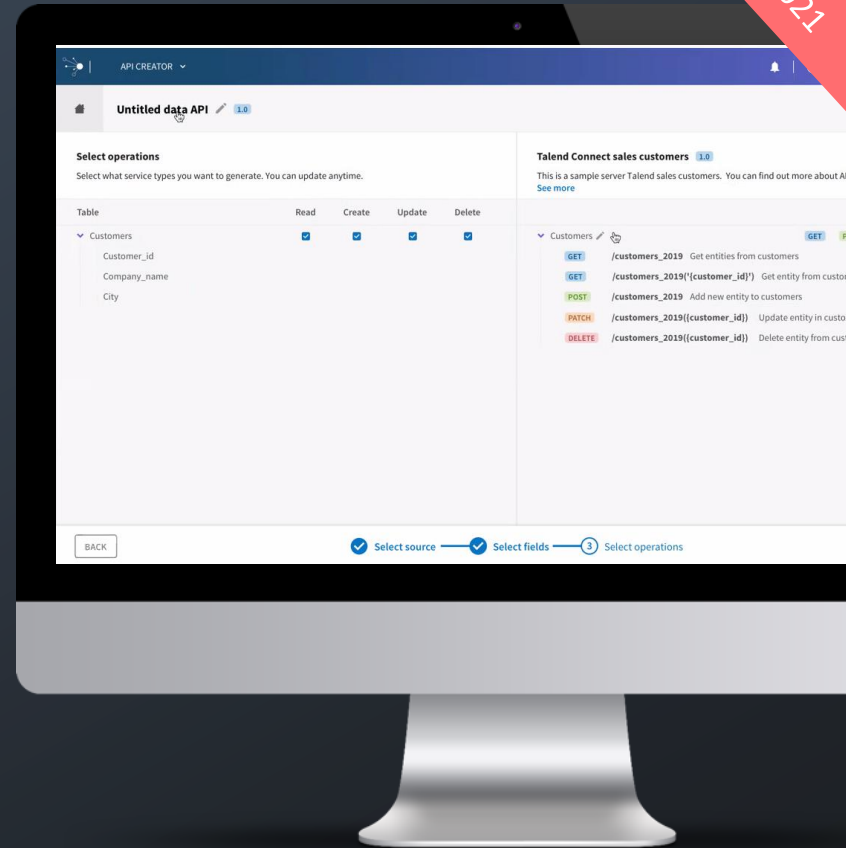 21
API CREATOR
Untitled data API 1.0
Select operations
Select what service types you want to generate. You can update anytime.
Table Read Create Update Delete
Customers
Customer_id
Company_name
City
Talend Connect sales customers 1.0
This is a sample server Talend sales customers. You can find out more about
See more
Customers GET
GET /customers_2019 Get entities from customers
GET /customers_2019('{customer_id}') Get entity from
POST /customers_2019 Add new entity to customers
PATCH /customers_2019({customer_id}) Update entity in
DELETE /customers_2019({customer_id}) Delete entity from
BACK
Select source
Select fields
3 Select operations